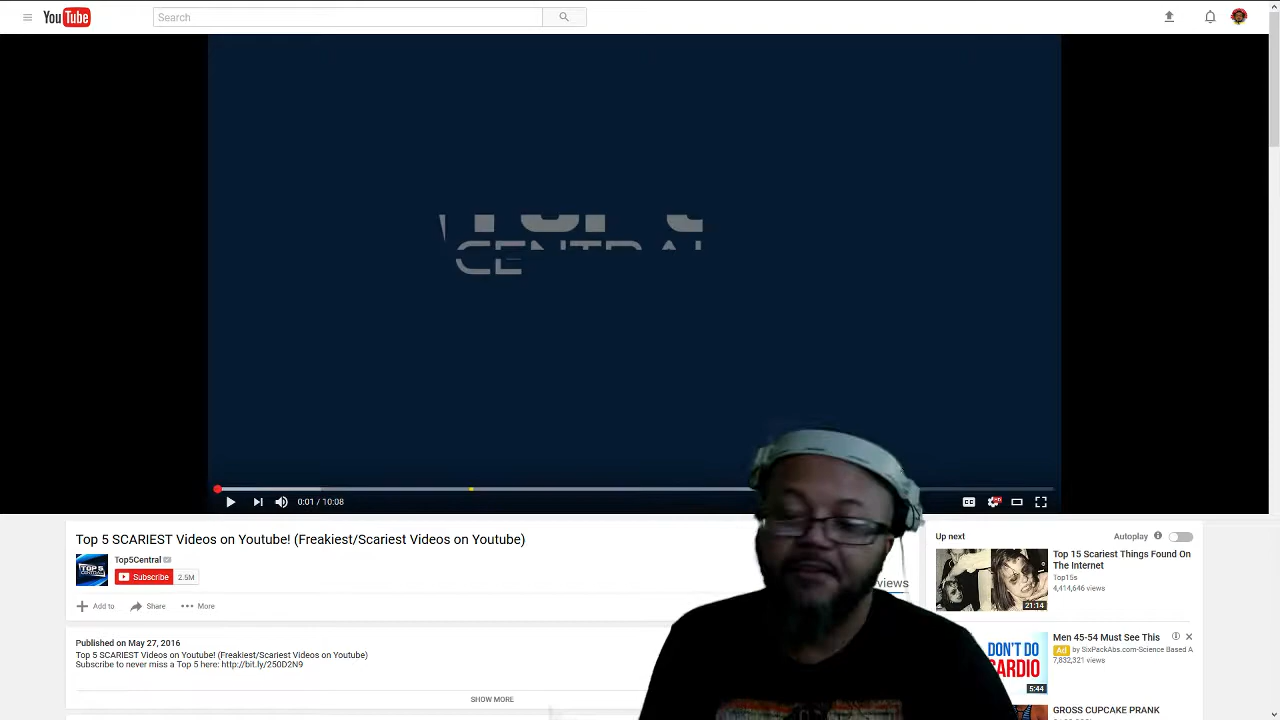 YouTube
Search
CENTRAL
0:01 / 10:08
CC
HD
Top 5 SCARIEST Videos on Youtube! (Freakiest/Scariest Videos on Youtube)
Top5Central
Subscribe 2.5M
views
Add to Share More
Published on May 27, 2016
Top 5 SCARIEST Videos on Youtube! (Freakiest/Scariest Videos on Youtube)
Subscribe to never miss a Top 5 here: http://bit.ly/250D2N9
SHOW MORE
Up next
Autoplay
Top 15 Scariest Things Found On
The Internet
Top15s
4,414,646 views
21:14
Men 45-54 Must See This
Ad by SixPackAbs.com-Science Based A
7,832,321 views
DON'T DO
CARDIO
5:44
GROSS CUPCAKE PRANK